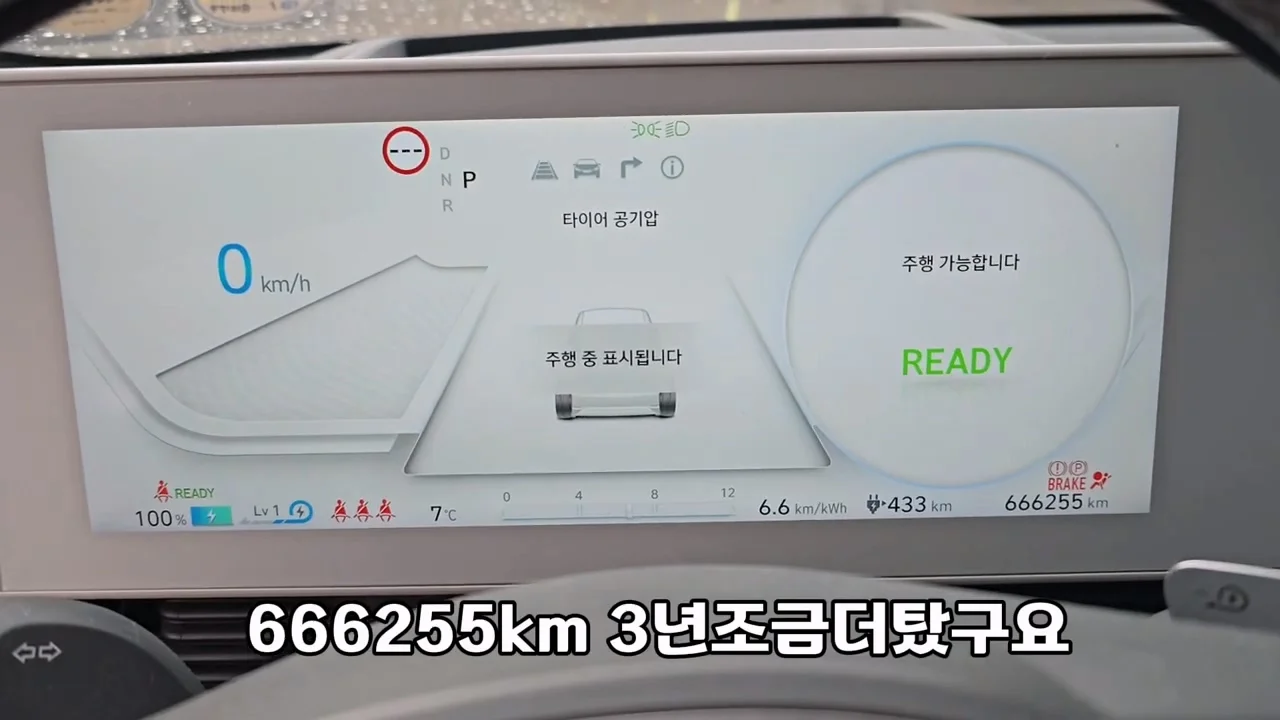 ---
D
N P
R
타이어 공기압
0 km/h
주행 가능합니다
주행 중 표시됩니다
READY
READY
100%
Lv 1
7℃
0 4 8 12
6.6 km/kWh
433 km
BRAKE
666255 km
666255km 3년조금더탔구요